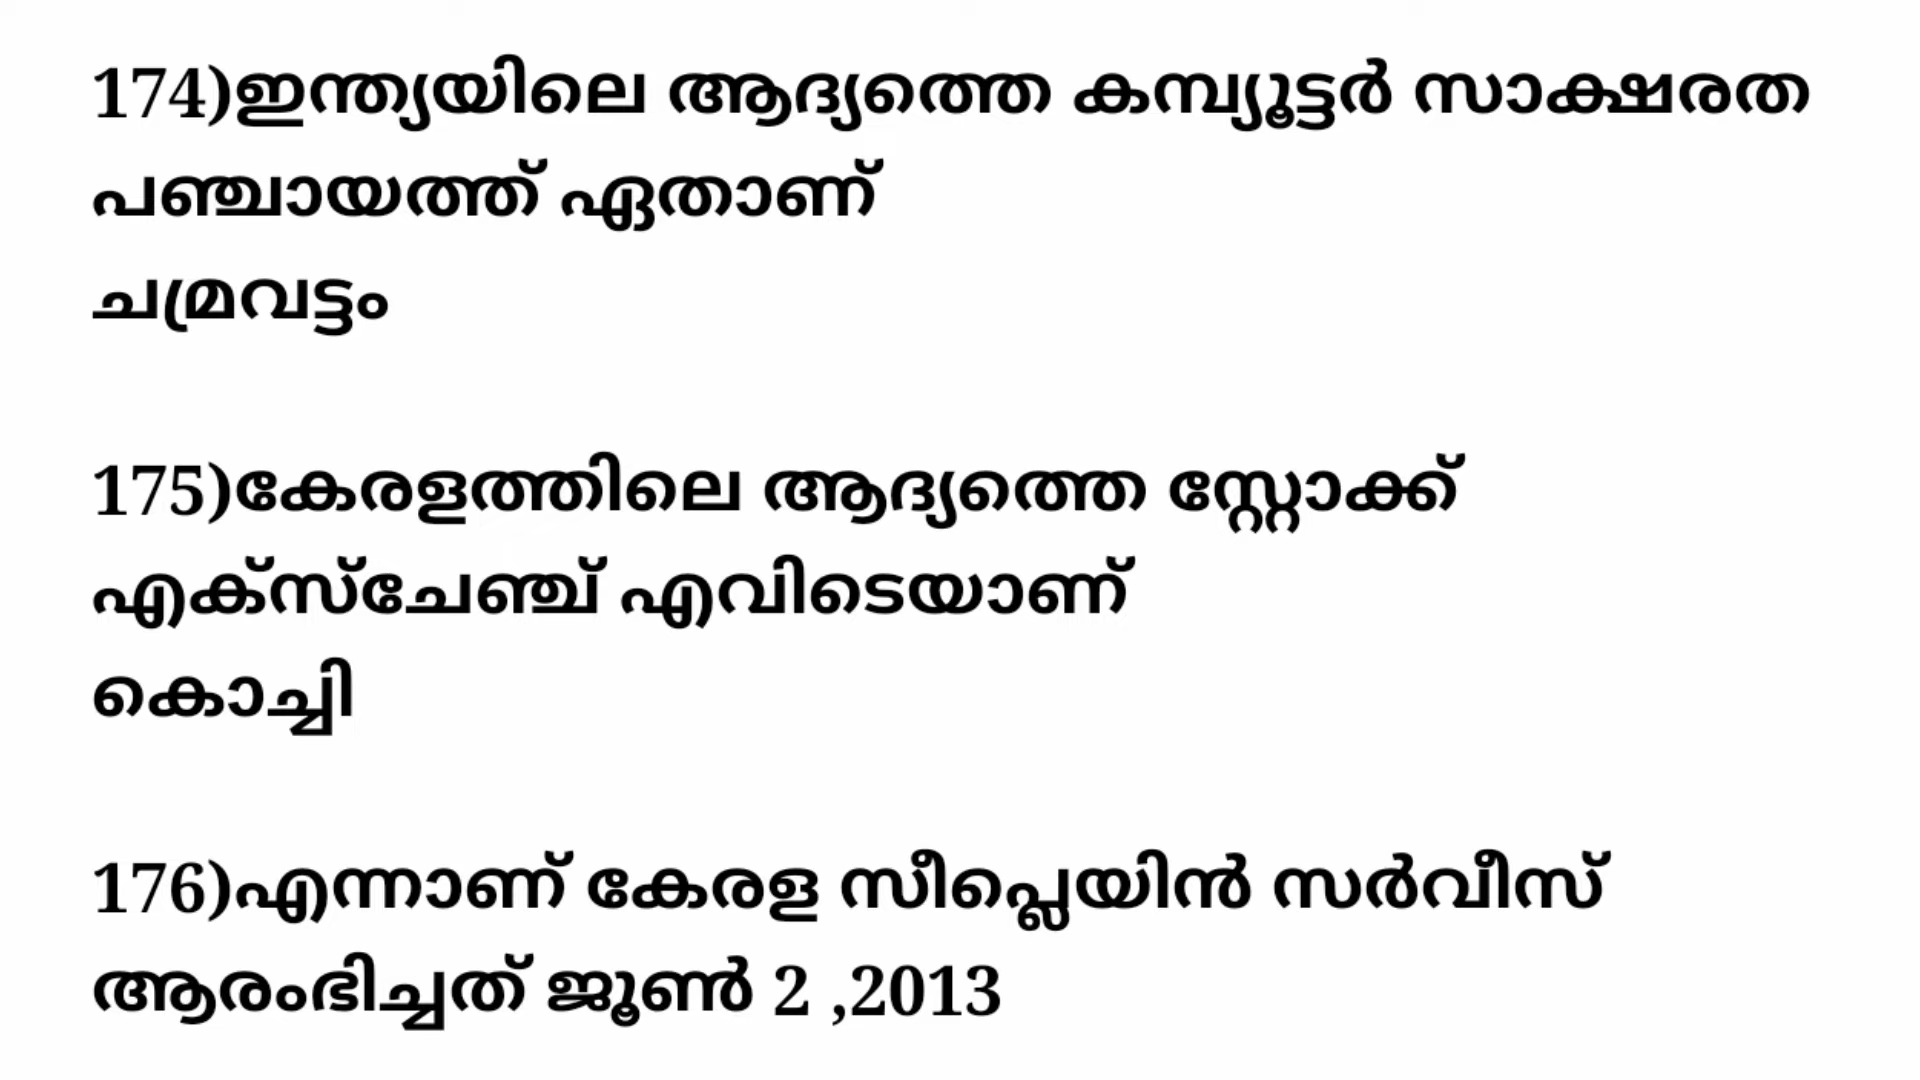 174)ഇന്ത്യയിലെ ആദ്യത്തെ കമ്പ്യൂട്ടർ സാക്ഷരത
പഞ്ചായത്ത് ഏതാണ്
ചമ്രവട്ടം
175)കേരളത്തിലെ ആദ്യത്തെ സ്റ്റോക്ക്
എക്സ്ചേഞ്ച് എവിടെയാണ്
കൊച്ചി
176)എന്നാണ് കേരള സീപ്ലെയിൻ സർവീസ്
ആരംഭിച്ചത് ജൂൺ 2 ,2013